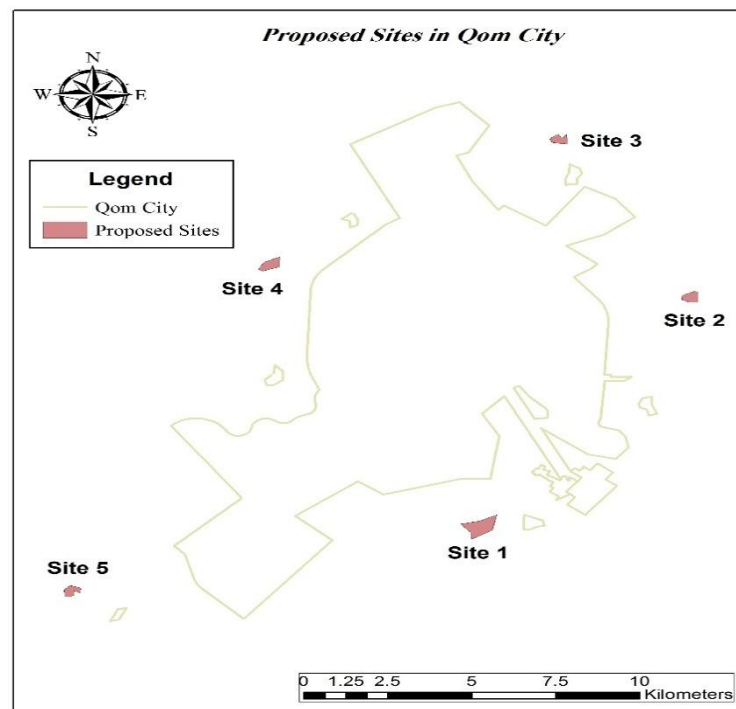 Proposed Sites in Qom City
N
W E
S
Legend
Qom City
Proposed Sites
Site 3
Site 4
Site 2
Site 1
Site 5
0 1.25 2.5 5 7.5 10
Kilometers